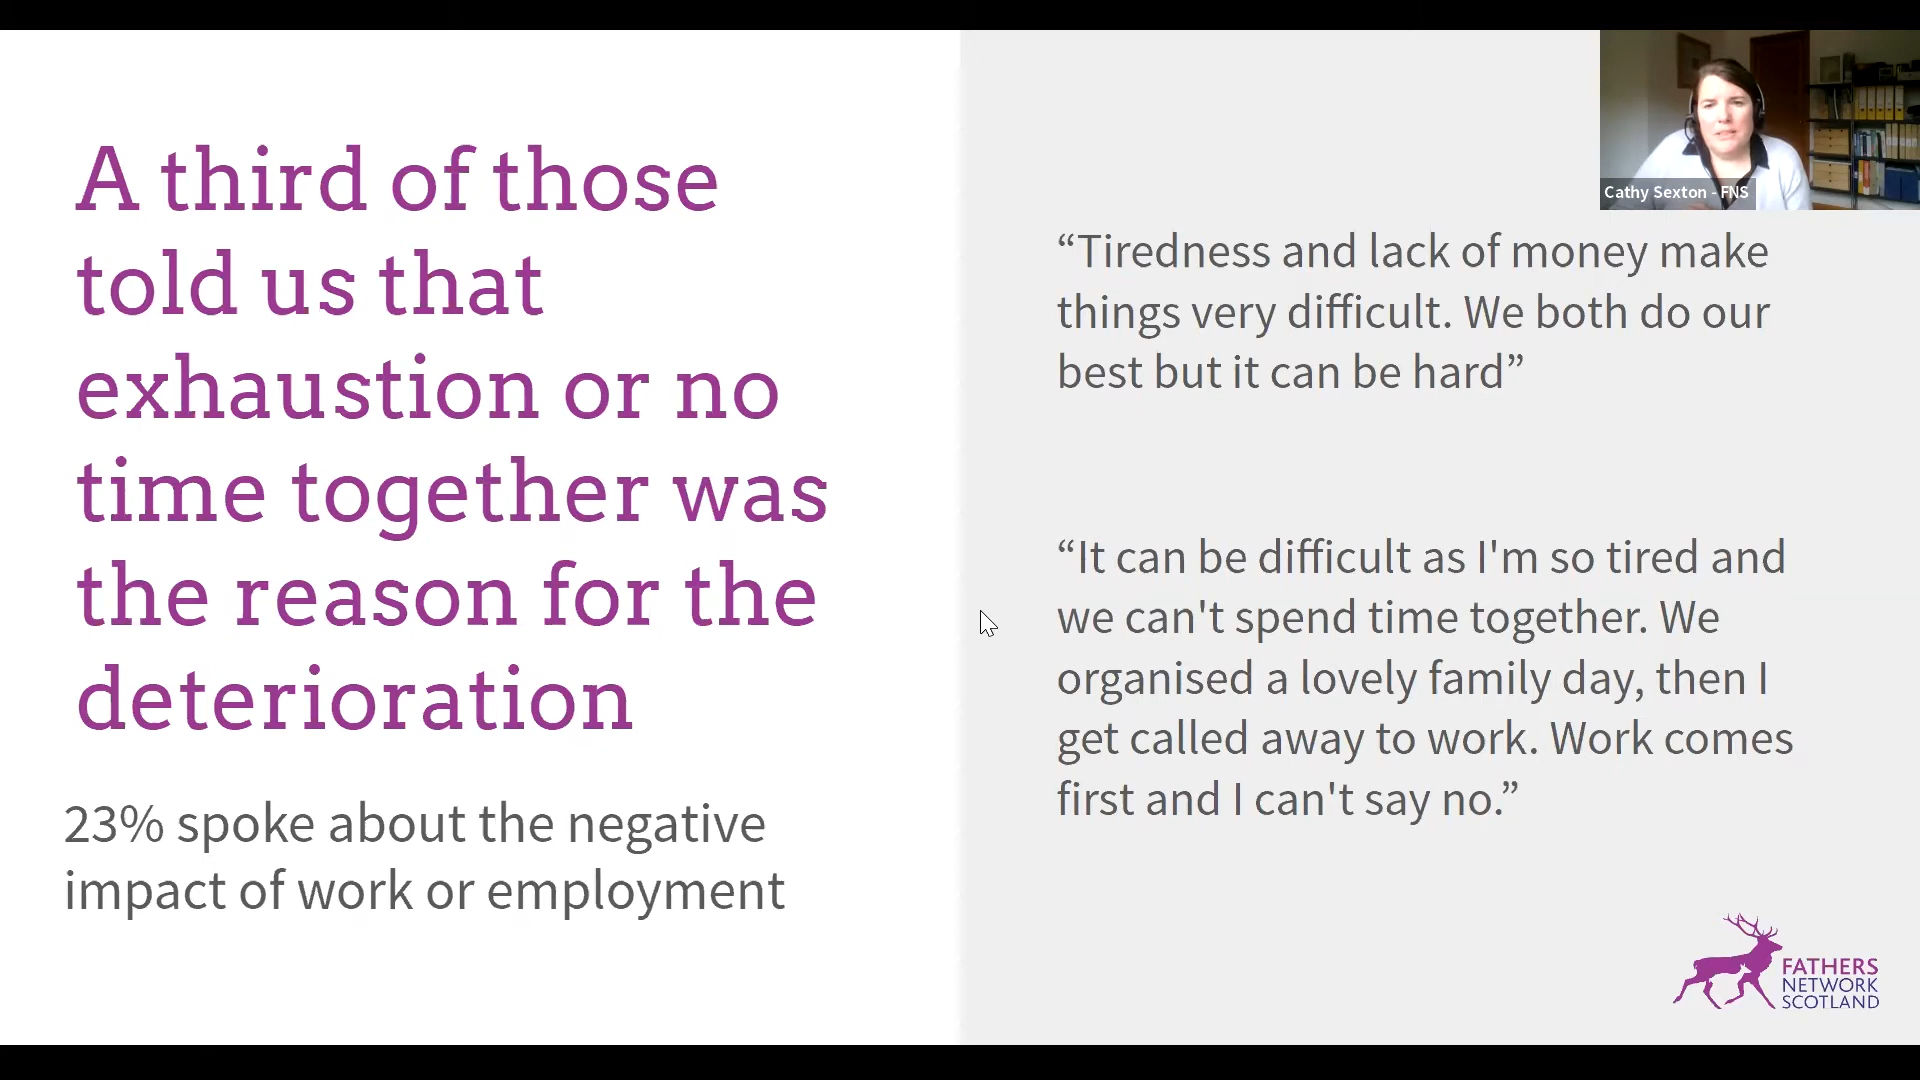 A third of those
told us that
exhaustion or no
time together was
the reason for the
deterioration
23% spoke about the negative
impact of work or employment
Cathy Sexton - FNS
“Tiredness and lack of money make
things very difficult. We both do our
best but it can be hard”
“It can be difficult as I'm so tired and
we can't spend time together. We
organised a lovely family day, then I
get called away to work. Work comes
first and I can't say no.”
FATHERS
NETWORK
SCOTLAND